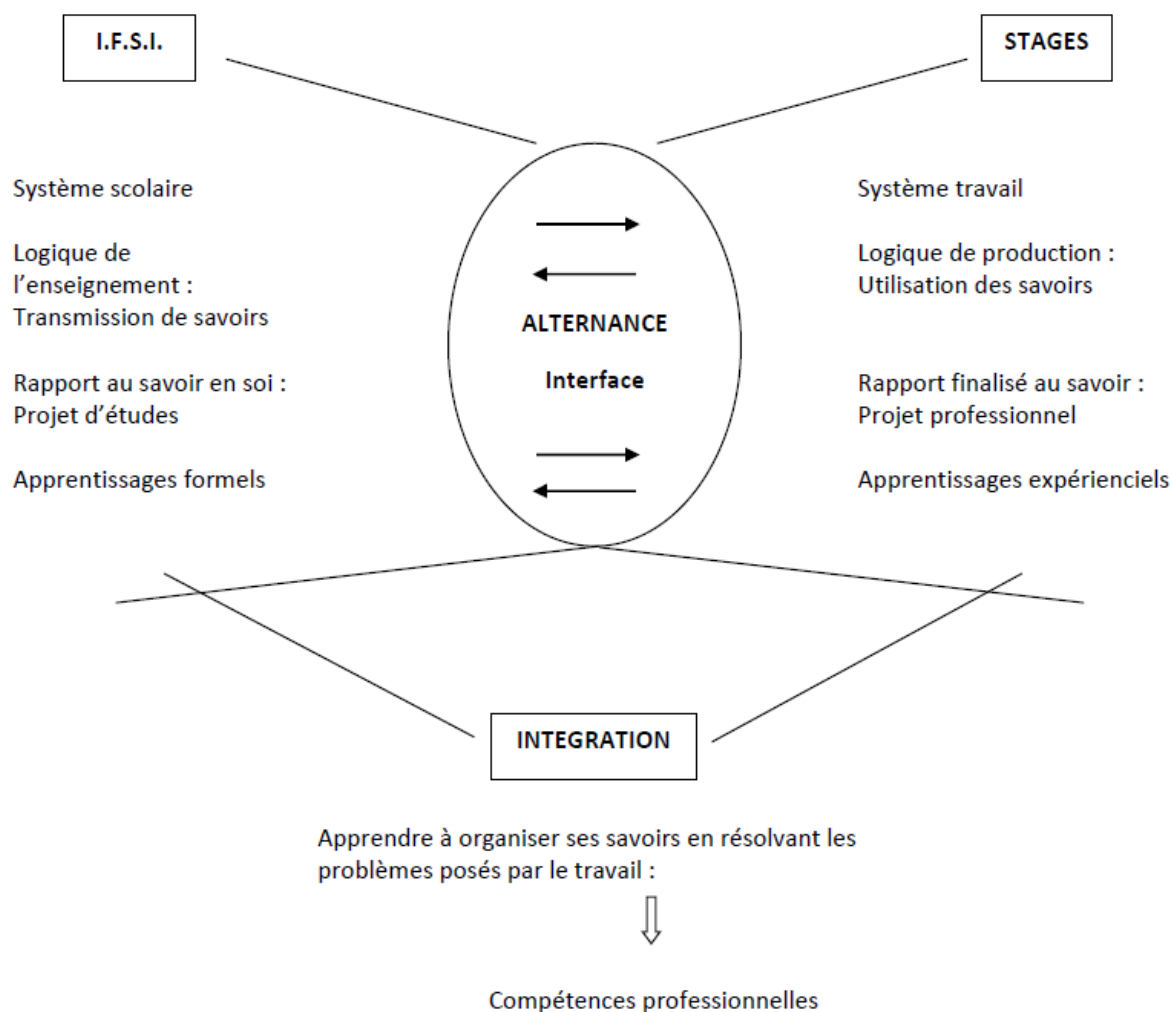 I.F.S.I.
STAGES
Système scolaire
Logique de
l’enseignement :
Transmission de savoirs
Rapport au savoir en soi :
Projet d’études
Apprentissages formels
ALTERNANCE
Interface
Système travail
Logique de production :
Utilisation des savoirs
Rapport finalisé au savoir :
Projet professionnel
Apprentissages expérienciels
INTEGRATION
Apprendre à organiser ses savoirs en résolvant les
problèmes posés par le travail :
Compétences professionnelles